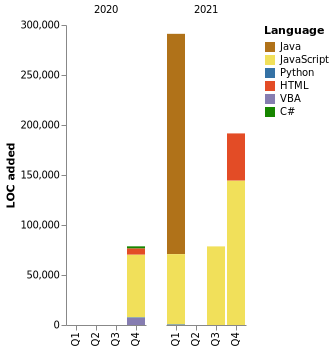 2020 2021
Language
Java
JavaScript
Python
HTML
VBA
C#
LOC added
300,000
250,000
200,000
150,000
100,000
50,000
0
Q1 Q2 Q3 Q4 Q1 Q2 Q3 Q4